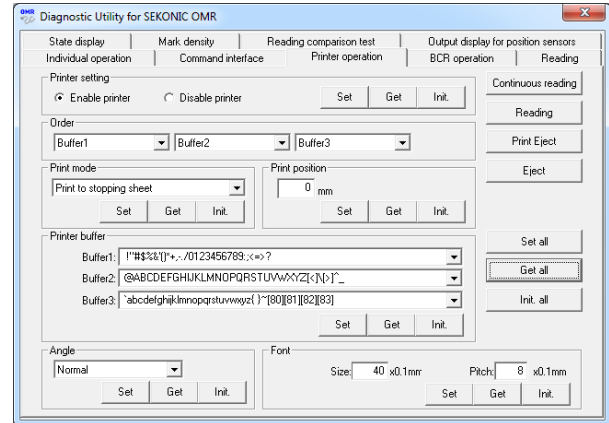 OMR Diagnostic Utility for SEKONIC OMR
State display Mark density Reading comparison test Output display for position sensors
Individual operation Command interface Printer operation BCR operation Reading
Printer setting
Enable printer Disable printer Set Get Init.
Continuous reading
Reading
Order
Buffer1 Buffer2 Buffer3
Print Eject
Eject
Print mode
Print to stopping sheet
Set Get Init.
Print position
0 mm
Set Get Init.
Printer buffer
Buffer1: !"#$%&'()*+,-./0123456789:;<=>?
Buffer2: @ABCDEFGHIJKLMNOPQRSTUVWXYZ[<]\[>]^_
Buffer3: `abcdefghijklmnopqrstuvwxyz{ }~[80][81][82][83]
Set Get Init.
Set all
Get all
Init. all
Angle
Normal
Set Get Init.
Font
Size: 40 x0.1mm Pitch: 8 x0.1mm
Set Get Init.